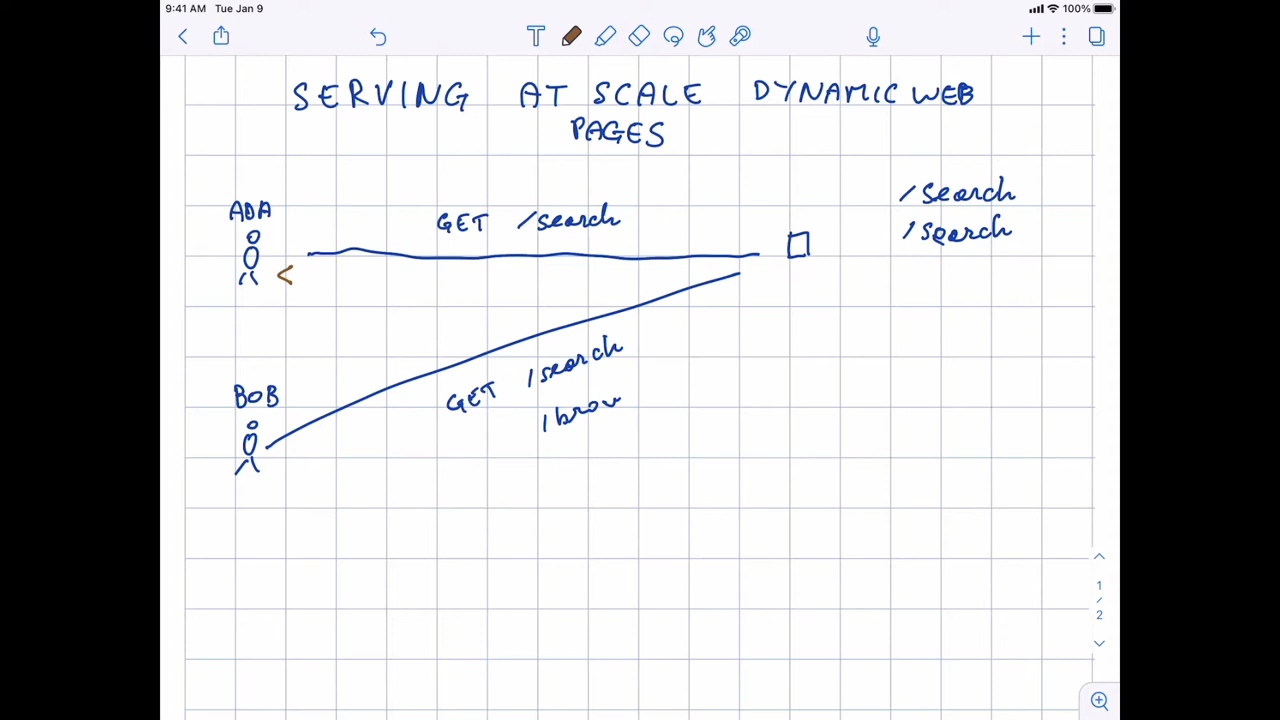 9:41 AM Tue Jan 9
100%
SERVING AT SCALE DYNAMIC WEB
PAGES
/search
/search
ADA
GET /search
<
GET /search
/brow
BOB
1
/
2